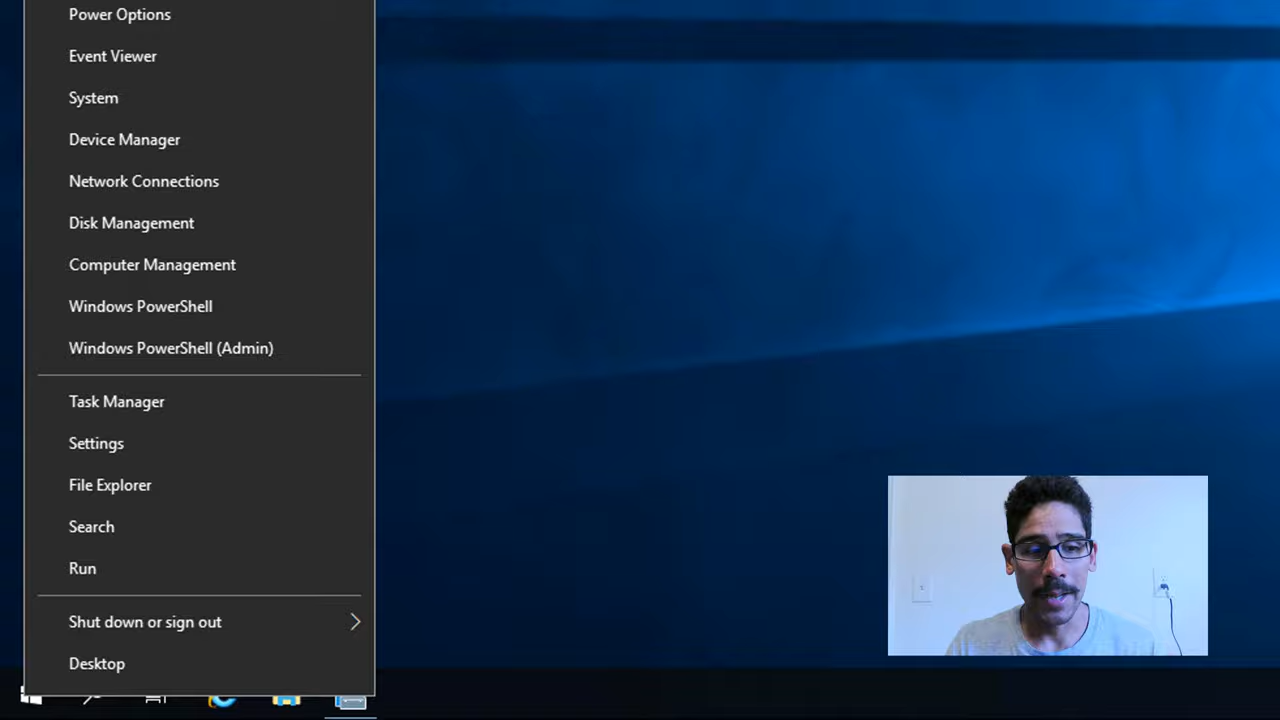 Power Options
Event Viewer
System
Device Manager
Network Connections
Disk Management
Computer Management
Windows PowerShell
Windows PowerShell (Admin)
Task Manager
Settings
File Explorer
Search
Run
Shut down or sign out
Desktop